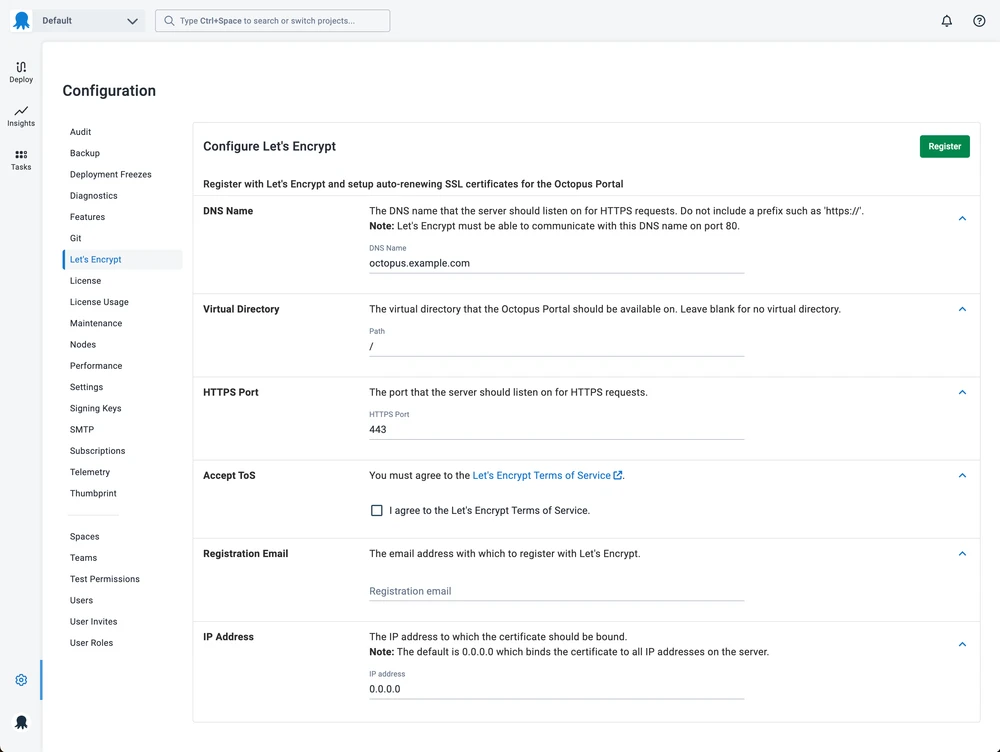 Default
Type Ctrl+Space to search or switch projects...
Deploy
Insights
Tasks
Configuration
Audit
Backup
Deployment Freezes
Diagnostics
Features
Git
Let's Encrypt
License
License Usage
Maintenance
Nodes
Performance
Settings
Signing Keys
SMTP
Subscriptions
Telemetry
Thumbprint
Spaces
Teams
Test Permissions
Users
User Invites
User Roles
Configure Let's Encrypt
Register
Register with Let's Encrypt and setup auto-renewing SSL certificates for the Octopus Portal
DNS Name
The DNS name that the server should listen on for HTTPS requests. Do not include a prefix such as 'https://'.
Note: Let's Encrypt must be able to communicate with this DNS name on port 80.
DNS Name
octopus.example.com
Virtual Directory
The virtual directory that the Octopus Portal should be available on. Leave blank for no virtual directory.
Path
/
HTTPS Port
The port that the server should listen on for HTTPS requests.
HTTPS Port
443
Accept ToS
You must agree to the Let's Encrypt Terms of Service.
I agree to the Let's Encrypt Terms of Service.
Registration Email
The email address with which to register with Let's Encrypt.
Registration email
IP Address
The IP address to which the certificate should be bound.
Note: The default is 0.0.0.0 which binds the certificate to all IP addresses on the server.
IP address
0.0.0.0